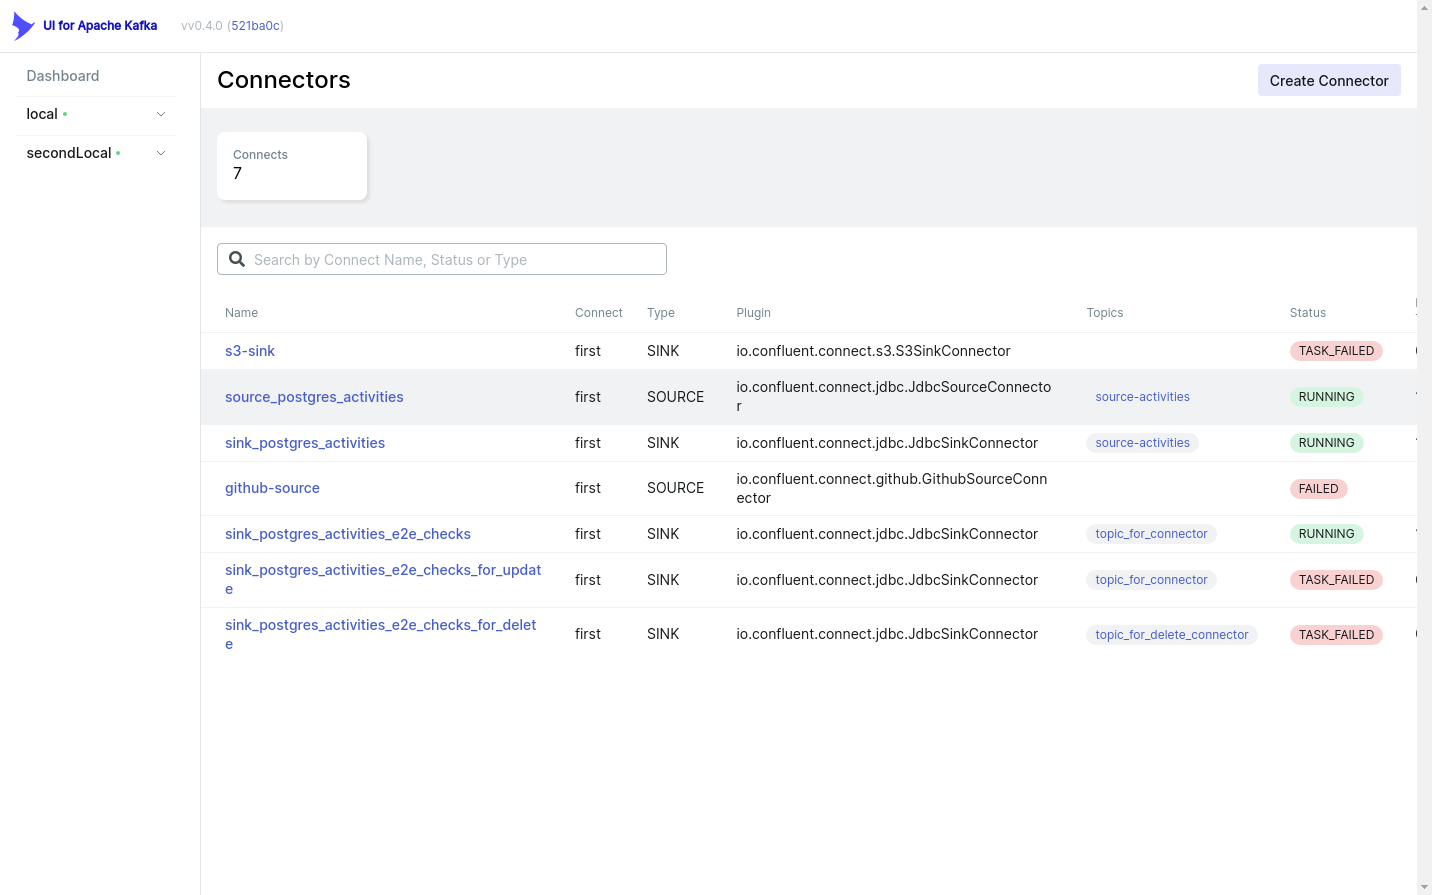 UI for Apache Kafka vv0.4.0 (521ba0c)
Dashboard
local
secondLocal
Connectors
Create Connector
Connects
7
Search by Connect Name, Status or Type
Name Connect Type Plugin Topics Status
s3-sink first SINK io.confluent.connect.s3.S3SinkConnector TASK_FAILED
source_postgres_activities first SOURCE io.confluent.connect.jdbc.JdbcSourceConnecto
r source-activities RUNNING
sink_postgres_activities first SINK io.confluent.connect.jdbc.JdbcSinkConnector source-activities RUNNING
github-source first SOURCE io.confluent.connect.github.GithubSourceConn
ector FAILED
sink_postgres_activities_e2e_checks first SINK io.confluent.connect.jdbc.JdbcSinkConnector topic_for_connector RUNNING
sink_postgres_activities_e2e_checks_for_updat
e first SINK io.confluent.connect.jdbc.JdbcSinkConnector topic_for_connector TASK_FAILED
sink_postgres_activities_e2e_checks_for_delet
e first SINK io.confluent.connect.jdbc.JdbcSinkConnector topic_for_delete_connector TASK_FAILED